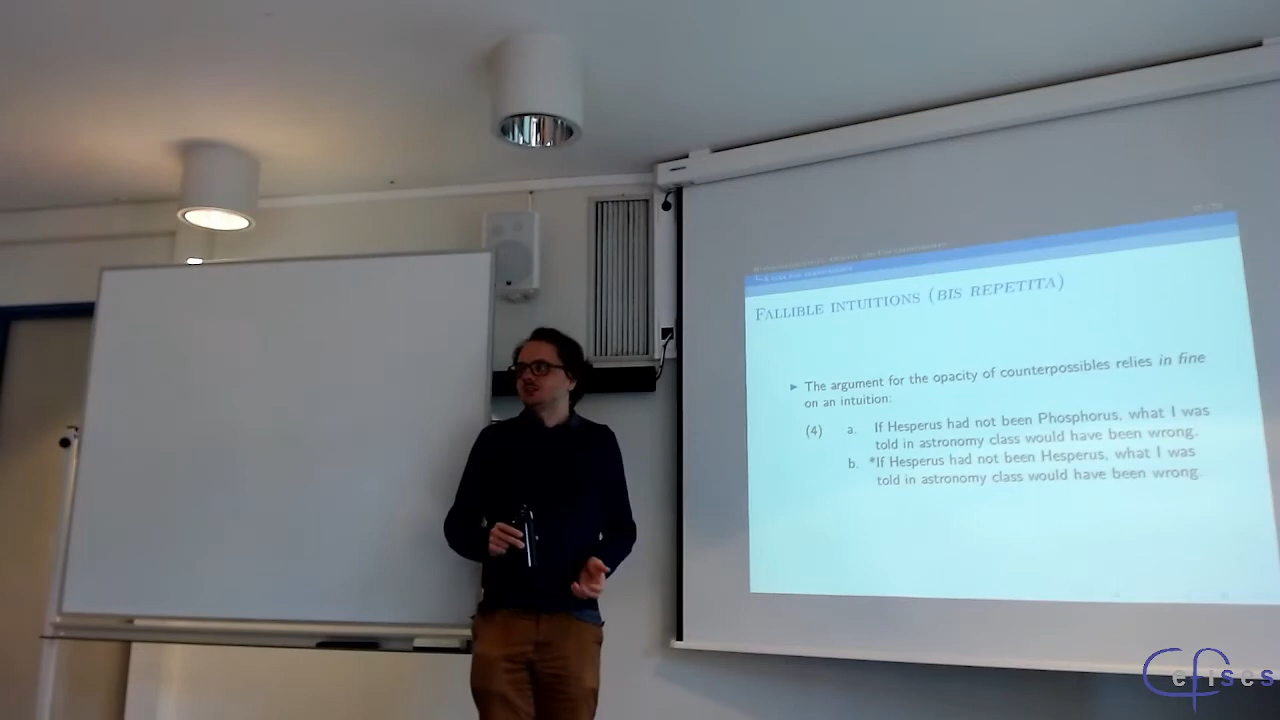 FALLIBLE INTUITIONS (BIS REPETITA)
► The argument for the opacity of counterpossibles relies in fine
on an intuition:
(4) a. If Hesperus had not been Phosphorus, what I was
told in astronomy class would have been wrong.
b. *If Hesperus had not been Hesperus, what I was
told in astronomy class would have been wrong.
Cefises